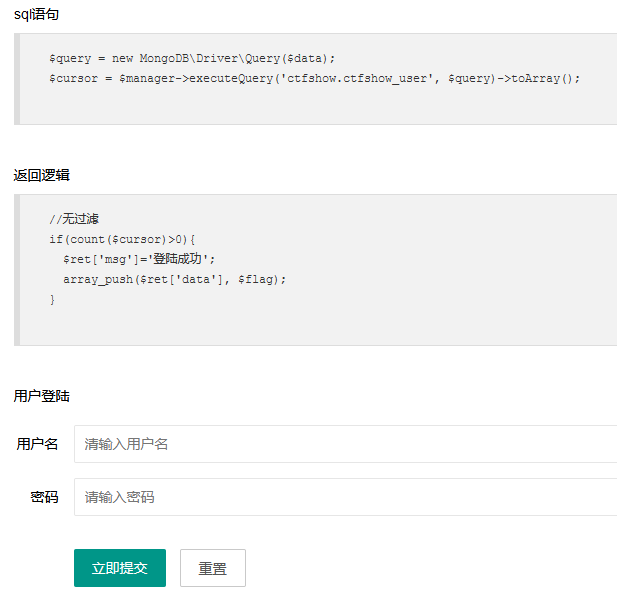 sql语句
$query = new MongoDB\Driver\Query($data);
$cursor = $manager->executeQuery('ctfshow.ctfshow_user', $query)->toArray();
返回逻辑
//无过滤
if(count($cursor)>0){
$ret['msg']='登陆成功';
array_push($ret['data'], $flag);
}
用户登陆
用户名 请输入用户名
密码 请输入密码
立即提交 重置